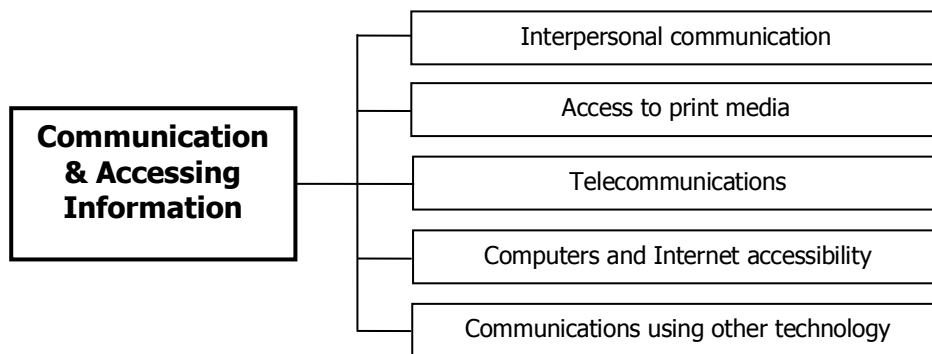 Communication
& Accessing
Information
Interpersonal communication
Access to print media
Telecommunications
Computers and Internet accessibility
Communications using other technology